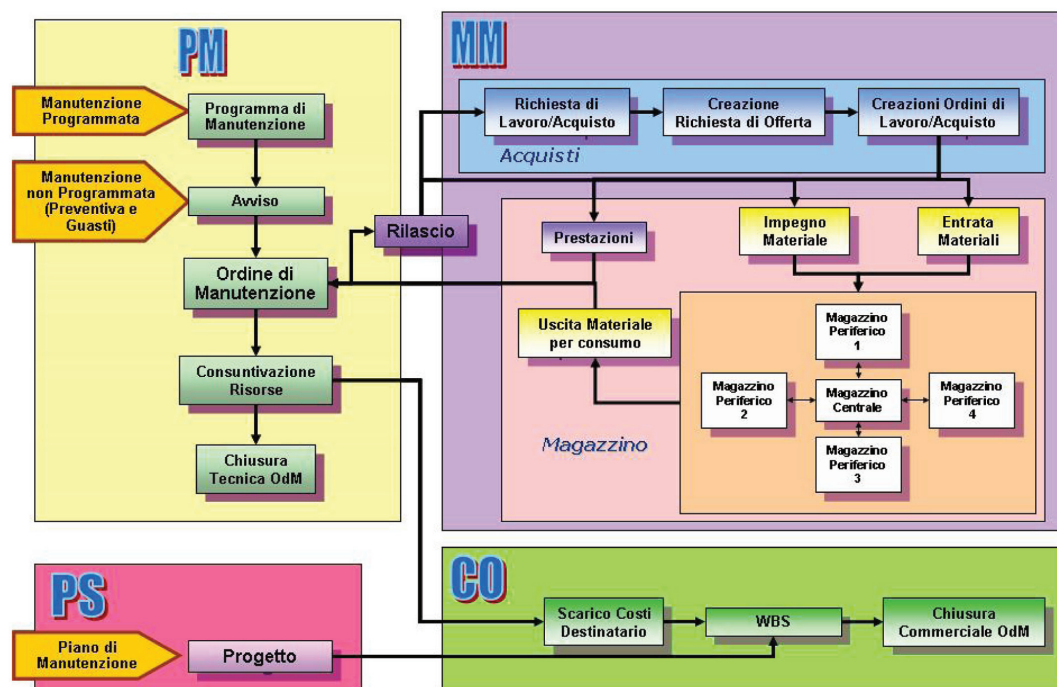 PM
Manutenzione
Programmata
Programma di
Manutenzione
Manutenzione
non Programmata
(Preventiva e
Guasti)
Avviso
Rilascio
Ordine di
Manutenzione
Consuntivazione
Risorse
Chiusura
Tecnica OdM
MM
Richiesta di
Lavoro/Acquisto
Creazione
Richiesta di Offerta
Creazioni Ordini di
Lavoro/Acquisto
Acquisti
Prestazioni
Impegno
Materiale
Entrata
Materiali
Uscita Materiale
per consumo
Magazzino
Periferico
1
Magazzino
Periferico
2
Magazzino
Centrale
Magazzino
Periferico
4
Magazzino
Periferico
3
Magazzino
PS
Piano di
Manutenzione
Progetto
CO
Scarico Costi
Destinatario
WBS
Chiusura
Commerciale OdM